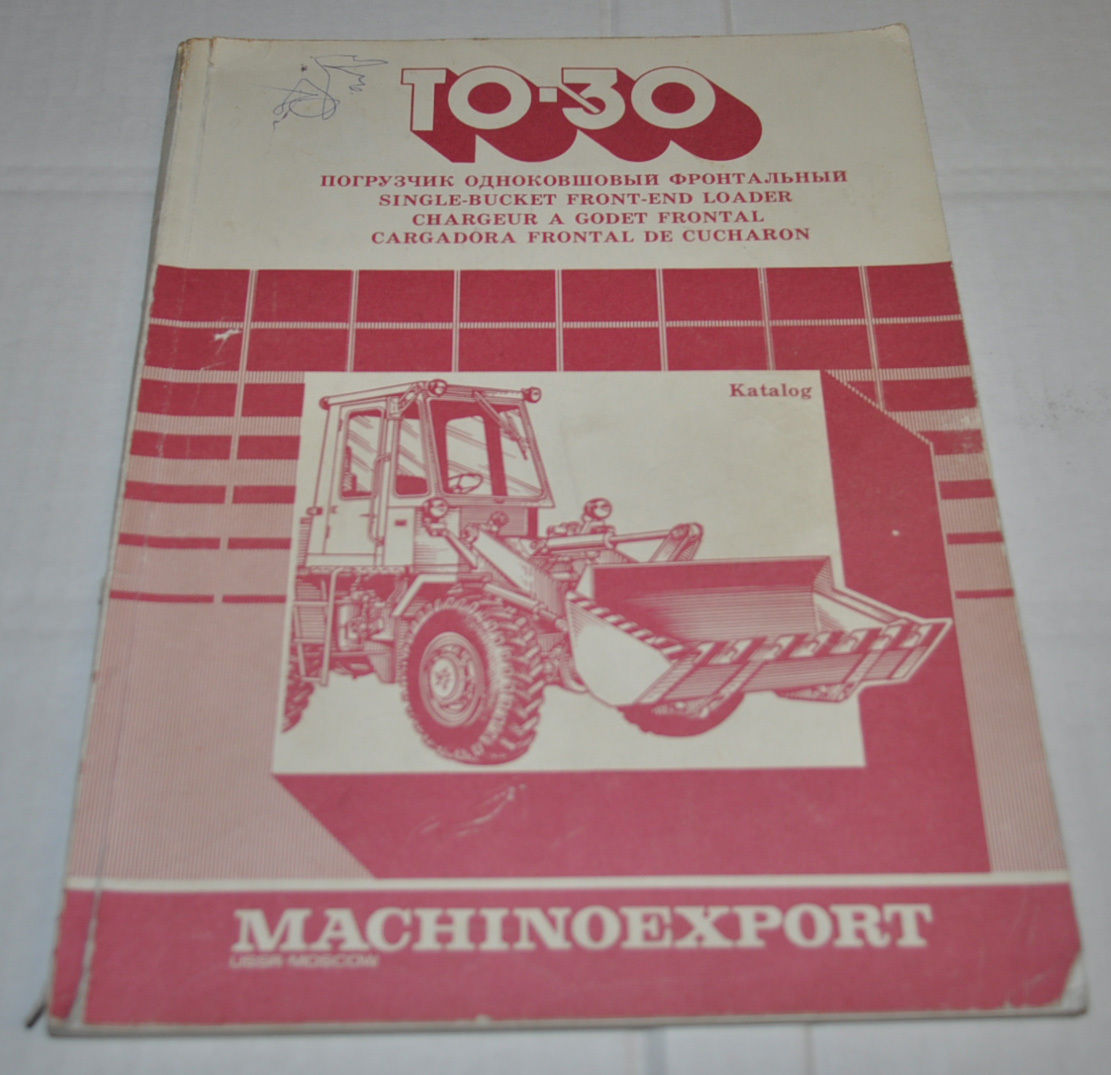 ТО-30
ПОГРУЗЧИК ОДНОКОВШОВЫЙ ФРОНТАЛЬНЫЙ
SINGLE-BUCKET FRONT-END LOADER
CHARGEUR A GODET FRONTAL
CARGADORA FRONTAL DE CUCHARON
Katalog
MACHINOEXPORT
USSR MOSCOW